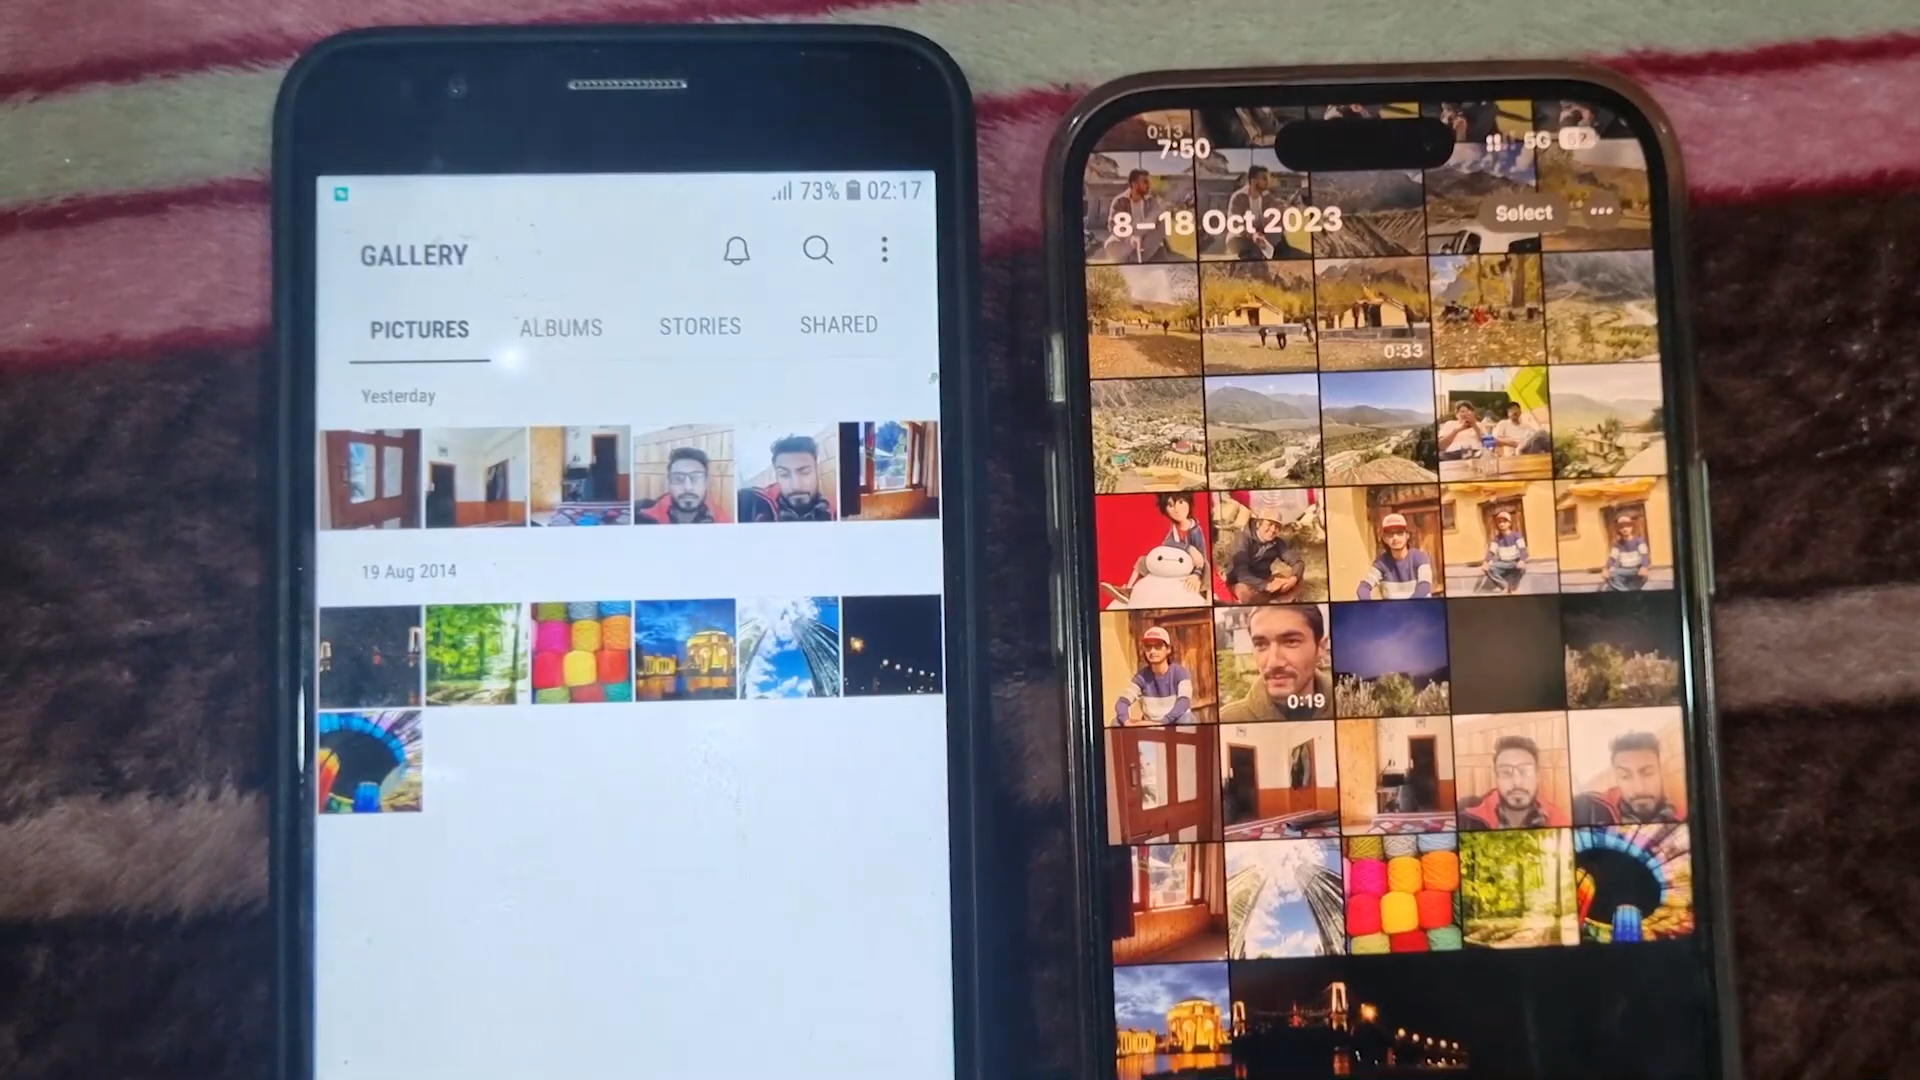 73% 02:17
GALLERY
PICTURES ALBUMS STORIES SHARED
Yesterday
19 Aug 2014
0:13
7:50 5G 62
8–18 Oct 2023 Select
0:33
0:19